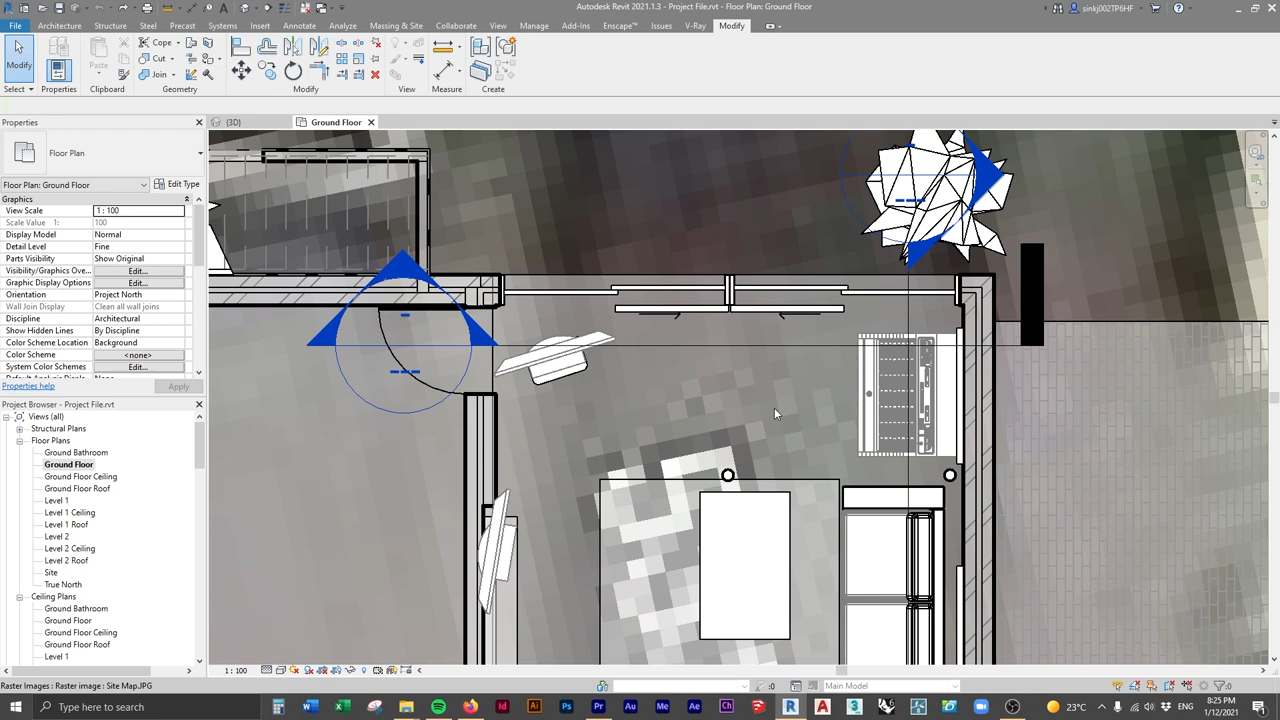 Autodesk Revit 2021.1.3 - Project File.rvt - Floor Plan: Ground Floor
sinkj002TP6HF
File Architecture Structure Steel Precast Systems Insert Annotate Analyze Massing & Site Collaborate View Manage Add-Ins Enscape™ Issues V-Ray Modify
Modify
Paste
Cope
Cut
Join
Select Properties Clipboard Geometry Modify View Measure Create
Properties
{3D}
Ground Floor
Floor Plan
Floor Plan: Ground Floor
Edit Type
Graphics
View Scale 1 : 100
Scale Value 1: 100
Display Model Normal
Detail Level Fine
Parts Visibility Show Original
Visibility/Graphics Ove... Edit...
Graphic Display Options Edit...
Orientation Project North
Wall Join Display Clean all wall joins
Discipline Architectural
Show Hidden Lines By Discipline
Color Scheme Location Background
Color Scheme <none>
System Color Schemes Edit...
Properties help
Apply
Project Browser - Project File.rvt
Views (all)
Structural Plans
Floor Plans
Ground Bathroom
Ground Floor
Ground Floor Ceiling
Ground Floor Roof
Level 1
Level 1 Ceiling
Level 1 Roof
Level 2
Level 2 Ceiling
Level 2 Roof
Site
True North
Ceiling Plans
Ground Bathroom
Ground Floor
Ground Floor Ceiling
Ground Floor Roof
Level 1
1 : 100
Raster Images : Raster image : Site Map.JPG
:0
Main Model
:0
Type here to search
23°C
ENG
8:25 PM
1/12/2021